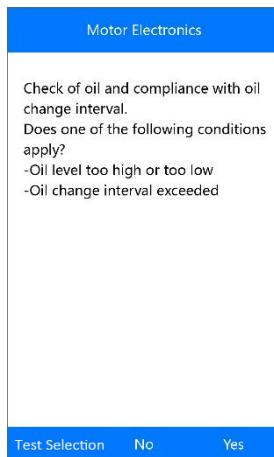 Motor Electronics
Check of oil and compliance with oil
change interval.
Does one of the following conditions
apply?
-Oil level too high or too low
-Oil change interval exceeded
Test Selection No Yes